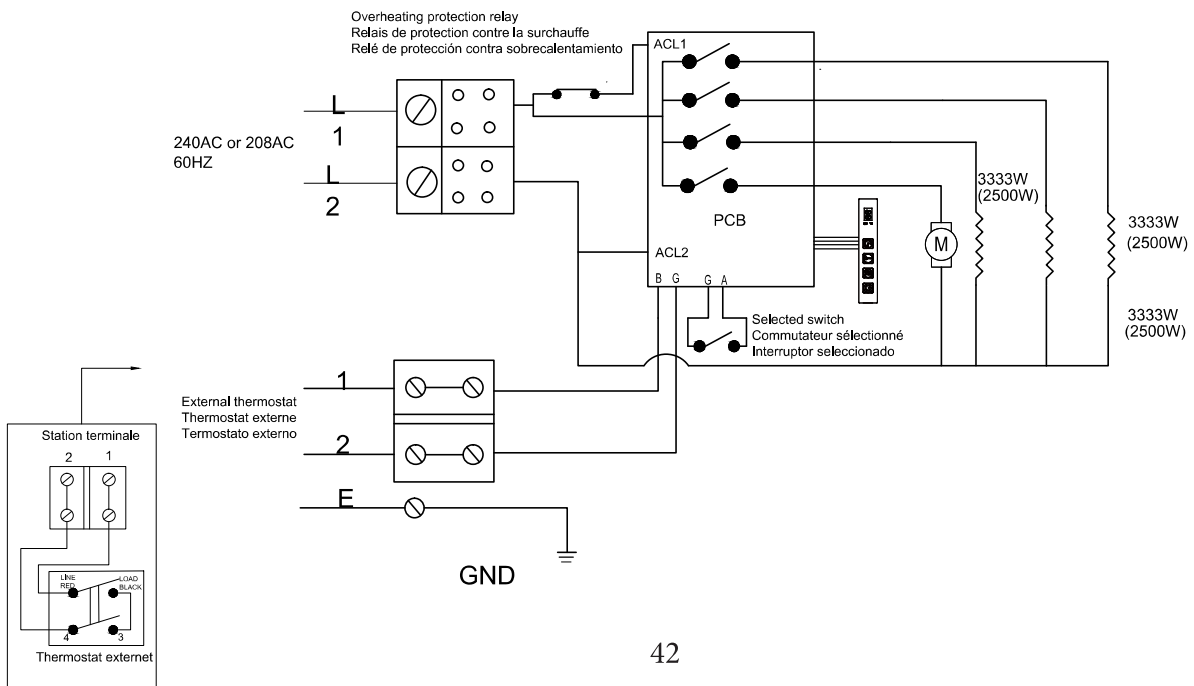 Overheating protection relay
Relais de protection contre la surchauffe
Relé de protección contra sobrecalentamiento
ACL1
L
1
240AC or 208AC
60HZ
L
2
3333W
(2500W)
PCB
M
3333W
(2500W)
ACL2
B G G A
Selected switch
Commutateur sélectionné
Interruptor seleccionado
3333W
(2500W)
1
External thermostat
Thermostat externe
Termostato externo
2
E
GND
Station terminale
2 1
LINE
RED
LOAD
BLACK
4 3
Thermostat externet
42